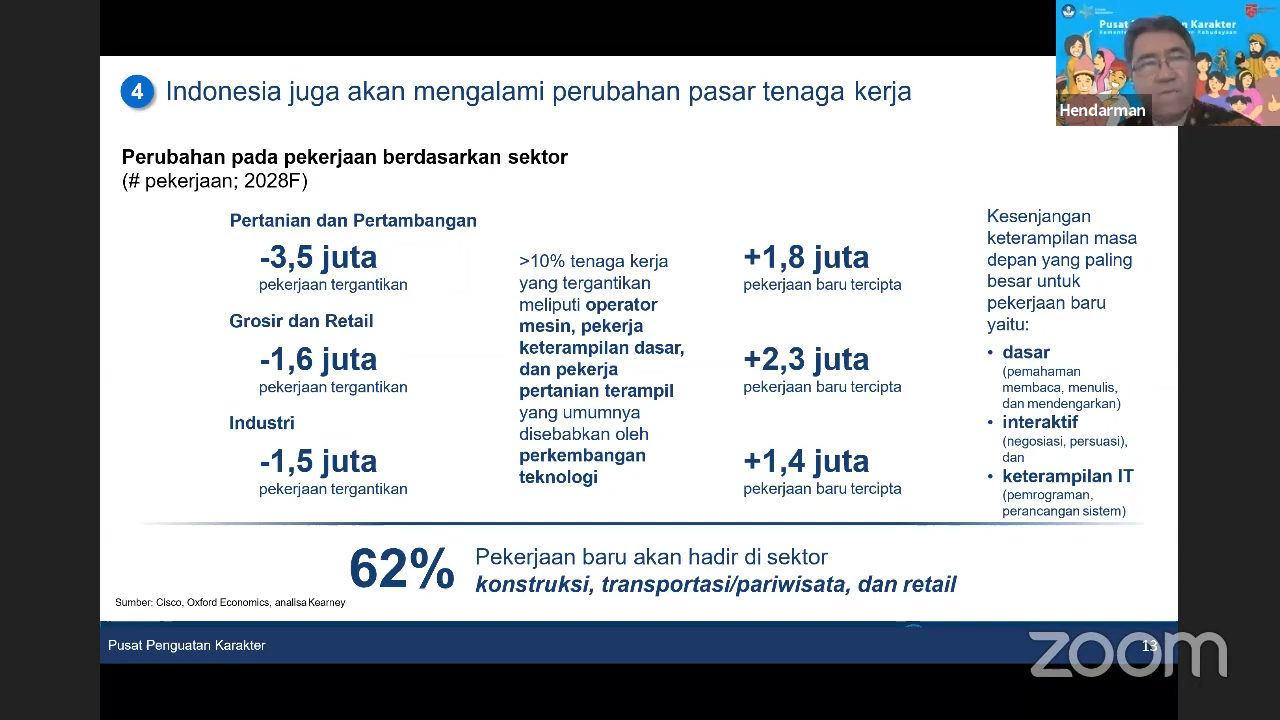 4 Indonesia juga akan mengalami perubahan pasar tenaga kerja
Perubahan pada pekerjaan berdasarkan sektor
(# pekerjaan; 2028F)
Pertanian dan Pertambangan
-3,5 juta
pekerjaan tergantikan
Grosir dan Retail
-1,6 juta
pekerjaan tergantikan
Industri
-1,5 juta
pekerjaan tergantikan
>10% tenaga kerja
yang tergantikan
meliputi operator
mesin, pekerja
keterampilan dasar,
dan pekerja
pertanian terampil
yang umumnya
disebabkan oleh
perkembangan
teknologi
+1,8 juta
pekerjaan baru tercipta
+2,3 juta
pekerjaan baru tercipta
+1,4 juta
pekerjaan baru tercipta
Kesenjangan
keterampilan masa
depan yang paling
besar untuk
pekerjaan baru
yaitu:
• dasar
(pemahaman
membaca, menulis,
dan mendengarkan)
• interaktif
(negosiasi, persuasi),
dan
• keterampilan IT
(pemrograman,
perancangan sistem)
62%
Pekerjaan baru akan hadir di sektor
konstruksi, transportasi/pariwisata, dan retail
Sumber: Cisco, Oxford Economics, analisa Kearney
Pusat Penguatan Karakter
13
zoom
Pusat Karakter
Kebudayaan
Hendarman